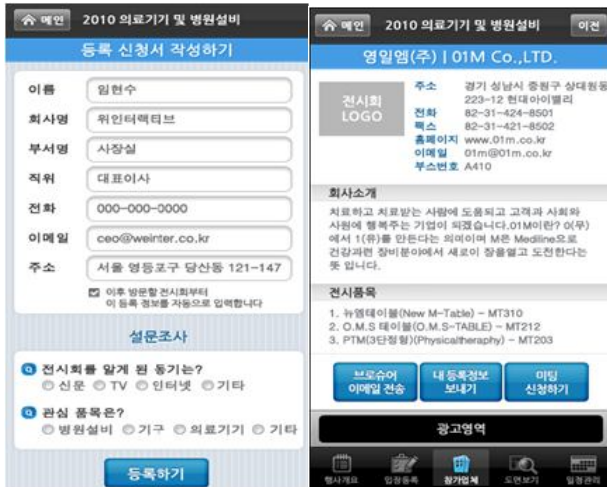 메인
2010 의료기기 및 병원설비
등록 신청서 작성하기
이름 임현수
회사명 위인터랙티브
부서명 사장실
직위 대표이사
전화 000-000-0000
이메일 ceo@weinter.co.kr
주소 서울 영등포구 당산동 121-147
이후 방문할 전시회부터
이 등록 정보를 자동으로 입력합니다
설문조사
Q 전시회를 알게 된 동기는?
신문 TV 인터넷 기타
Q 관심 품목은?
병원설비 기구 의료기기 기타
등록하기
메인
2010 의료기기 및 병원설비
이전
영일엠(주) | 01M Co.,LTD.
전시회
LOGO
주소 경기 성남시 중원구 상대원동
223-12 현대아이밸리
전화 82-31-424-8501
팩스 82-31-421-8502
홈페이지 www.01m.co.kr
이메일 01m@01m.co.kr
부스번호 A410
회사소개
치료하고 치료받는 사람에 도움되고 고객과 사회와
사원에 행복주는 기업이 되겠습니다.01M이란? 0(무)
에서 1(유)를 만든다는 의미이며 M은 Mediline으로
건강과련 장비분야에서 새로이 장을열고 도전한다는
뜻 입니다.
전시품목
1. 뉴엠테이블(New M-Table) - MT310
2. O.M.S 테이블(O.M.S-TABLE) - MT212
3. PTM(3단정형)(Physicaltheraphy) - MT203
브로슈어
이메일 전송
내 등록정보
보내기
미팅
신청하기
광고영역
행사개요
입장등록
참가업체
도면보기
일정관리